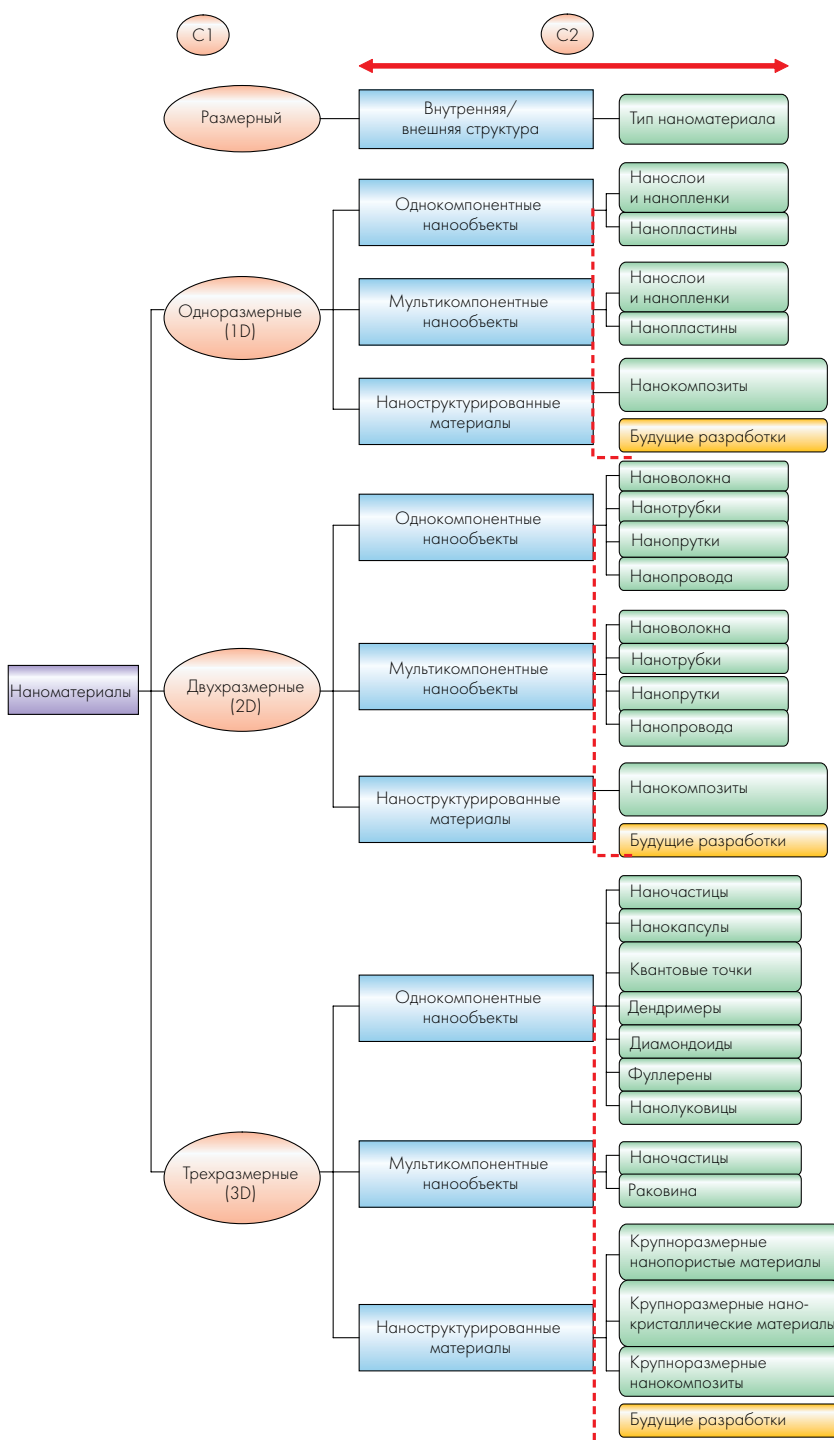 C1
C2
Размерный
Внутренняя/
внешняя структура
Тип наноматериала
Наноматериалы
Одноразмерные
(1D)
Однокомпонентные
нанообъекты
Нанослои
и нанопленки
Нанопластины
Мультикомпонентные
нанообъекты
Нанослои
и нанопленки
Нанопластины
Наноструктурированные
материалы
Нанокомпозиты
Будущие разработки
Двухразмерные
(2D)
Однокомпонентные
нанообъекты
Нановолокна
Нанотрубки
Нанопрутки
Нанопровода
Мультикомпонентные
нанообъекты
Нановолокна
Нанотрубки
Нанопрутки
Нанопровода
Наноструктурированные
материалы
Нанокомпозиты
Будущие разработки
Трехразмерные
(3D)
Однокомпонентные
нанообъекты
Наночастицы
Нанокапсулы
Квантовые точки
Дендримеры
Диамондоиды
Фуллерены
Нанолуковицы
Мультикомпонентные
нанообъекты
Наночастицы
Раковина
Наноструктурированные
материалы
Крупноразмерные
нанопористые материалы
Крупноразмерные нано-
кристаллические материалы
Крупноразмерные
нанокомпозиты
Будущие разработки